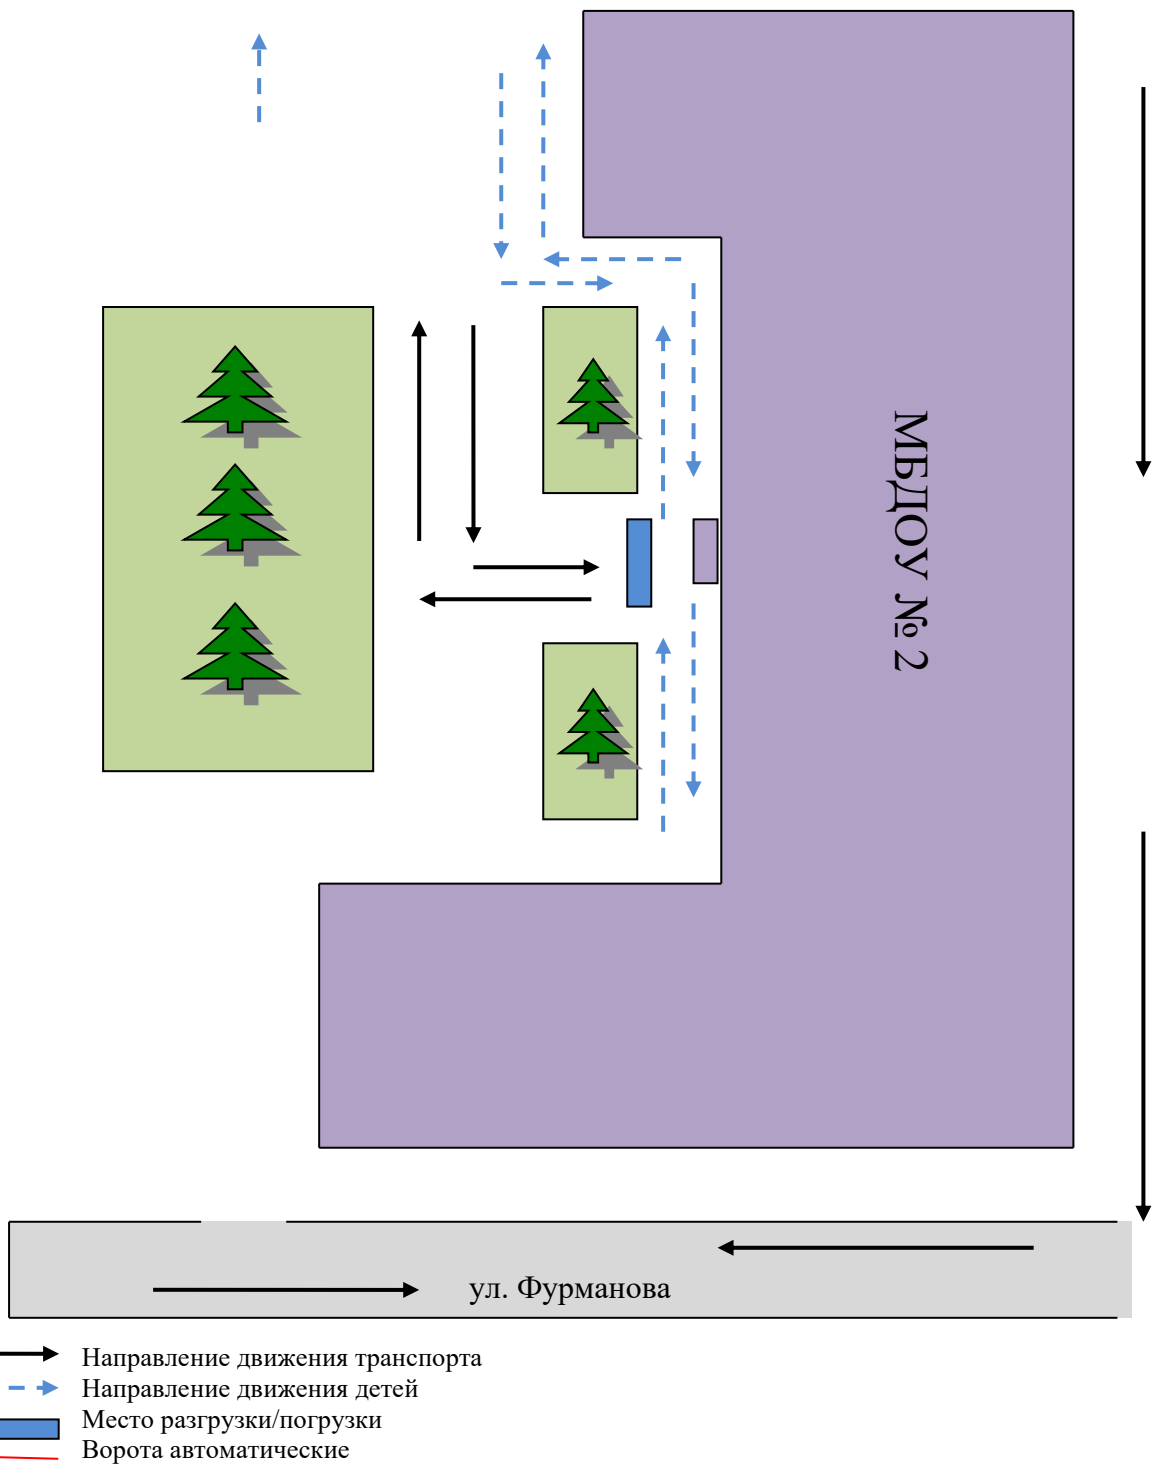 МБДОУ № 2
ул. Фурманова
Направление движения транспорта
Направление движения детей
Место разгрузки/погрузки
Ворота автоматические